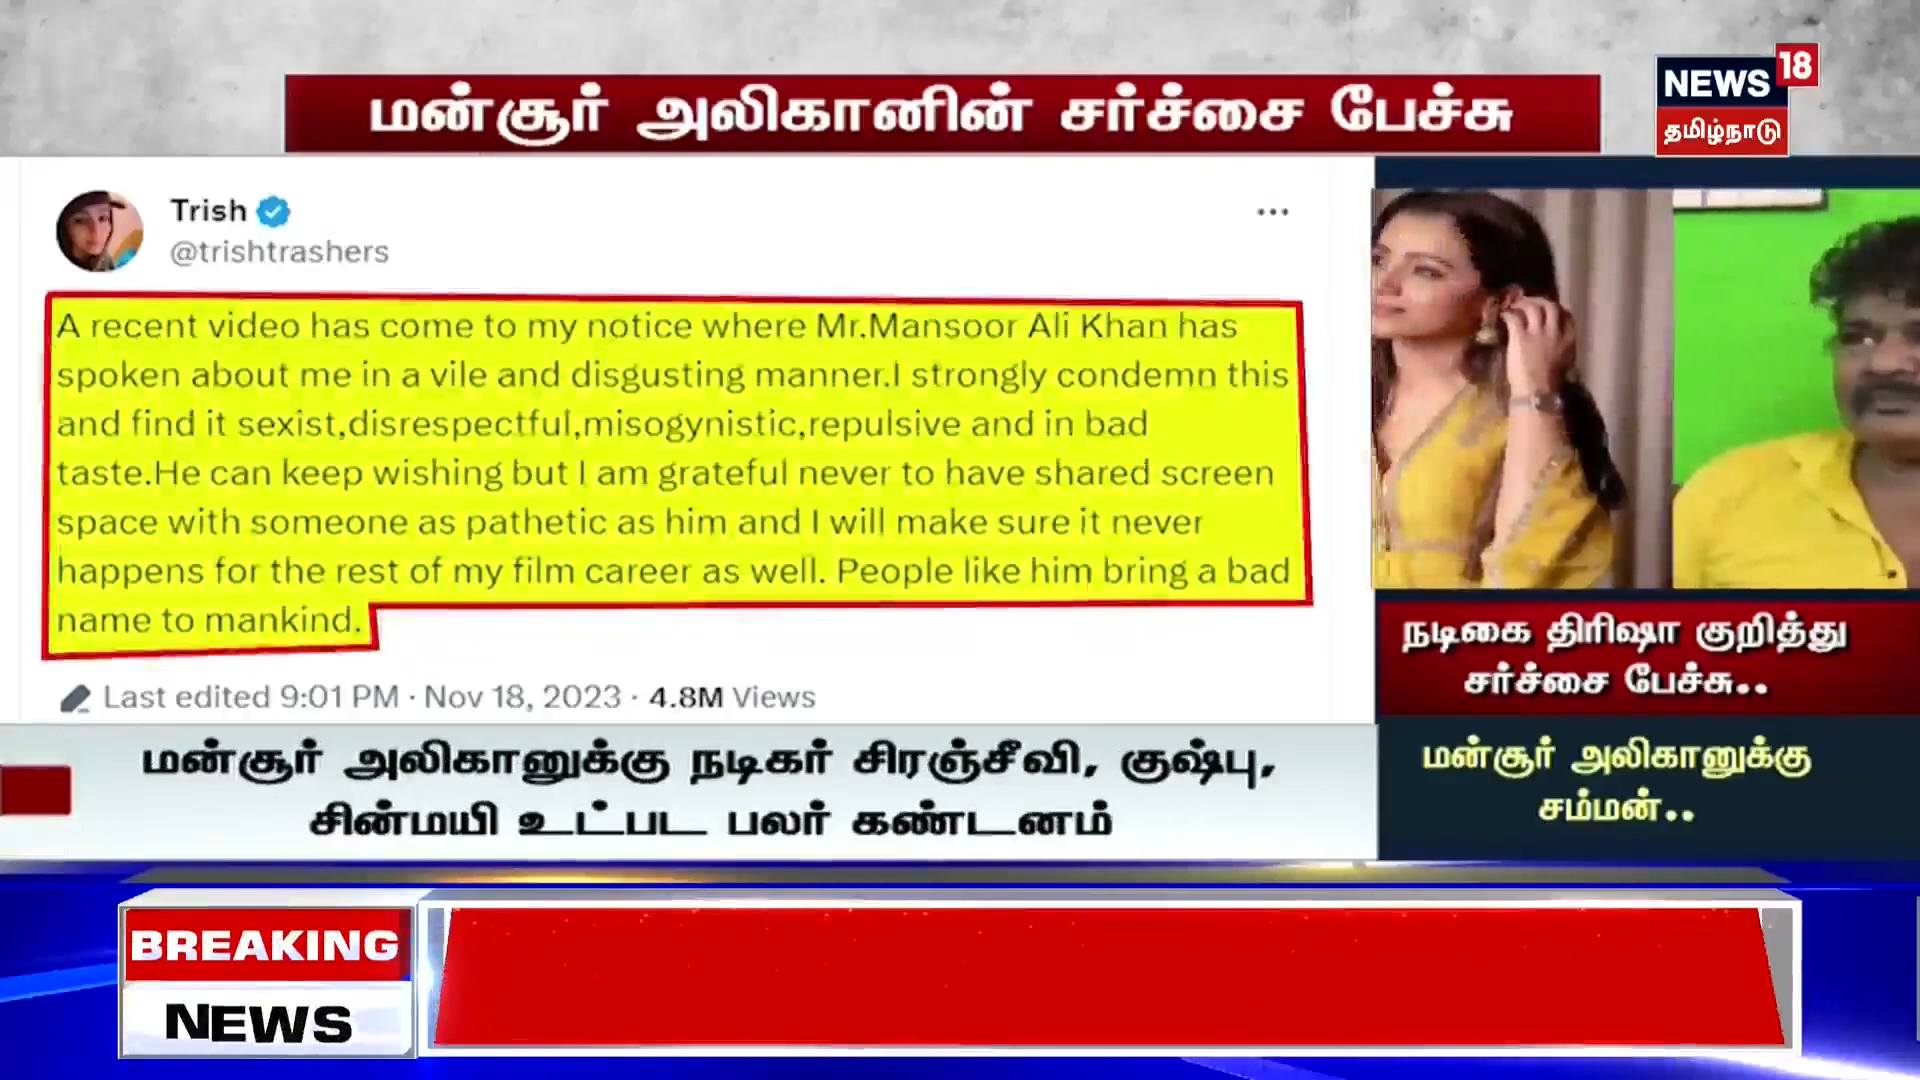 மன்சூர் அலிகானின் சர்ச்சை பேச்சு
NEWS 18
தமிழ்நாடு
Trish
@trishtrashers
A recent video has come to my notice where Mr.Mansoor Ali Khan has
spoken about me in a vile and disgusting manner.I strongly condemn this
and find it sexist,disrespectful,misogynistic,repulsive and in bad
taste.He can keep wishing but I am grateful never to have shared screen
space with someone as pathetic as him and I will make sure it never
happens for the rest of my film career as well. People like him bring a bad
name to mankind.
Last edited 9:01 PM · Nov 18, 2023 · 4.8M Views
நடிகை திரிஷா குறித்து
சர்ச்சை பேச்சு..
மன்சூர் அலிகானுக்கு
சம்மன்..
மன்சூர் அலிகானுக்கு நடிகர் சிரஞ்சீவி, குஷ்பு,
சின்மயி உட்பட பலர் கண்டனம்
BREAKING
NEWS